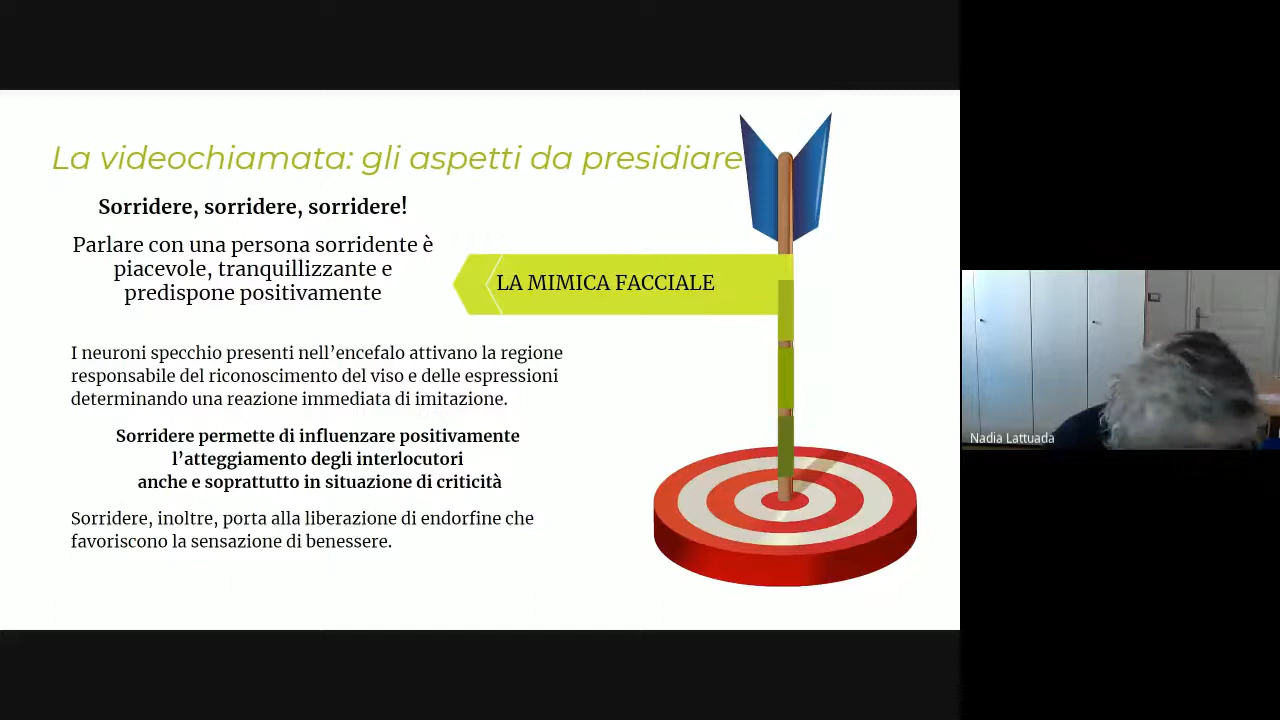 La videochiamata: gli aspetti da presidiare
Sorridere, sorridere, sorridere!
Parlare con una persona sorridente è
piacevole, tranquillizzante e
predispone positivamente
LA MIMICA FACCIALE
I neuroni specchio presenti nell’encefalo attivano la regione
responsabile del riconoscimento del viso e delle espressioni
determinando una reazione immediata di imitazione.
Sorridere permette di influenzare positivamente
l’atteggiamento degli interlocutori
anche e soprattutto in situazione di criticità
Sorridere, inoltre, porta alla liberazione di endorfine che
favoriscono la sensazione di benessere.
Nadia Lattuada